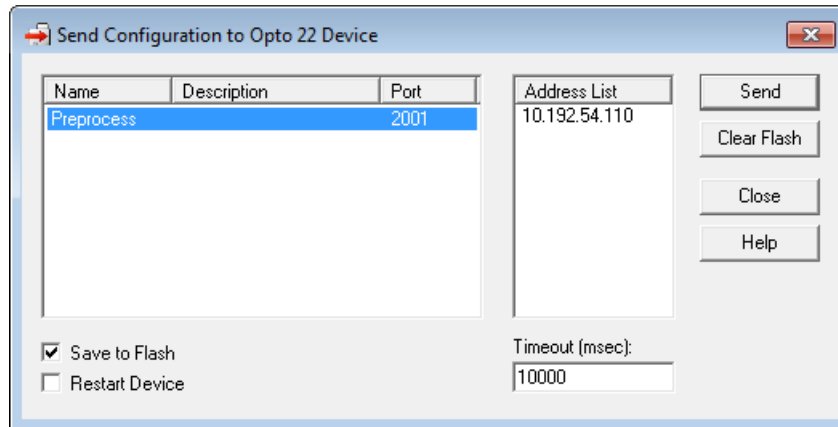 Send Configuration to Opto 22 Device
Name Description Port
Preprocess 2001
Address List
10.192.54.110
Send
Clear Flash
Close
Help
Save to Flash
Restart Device
Timeout (msec):
10000